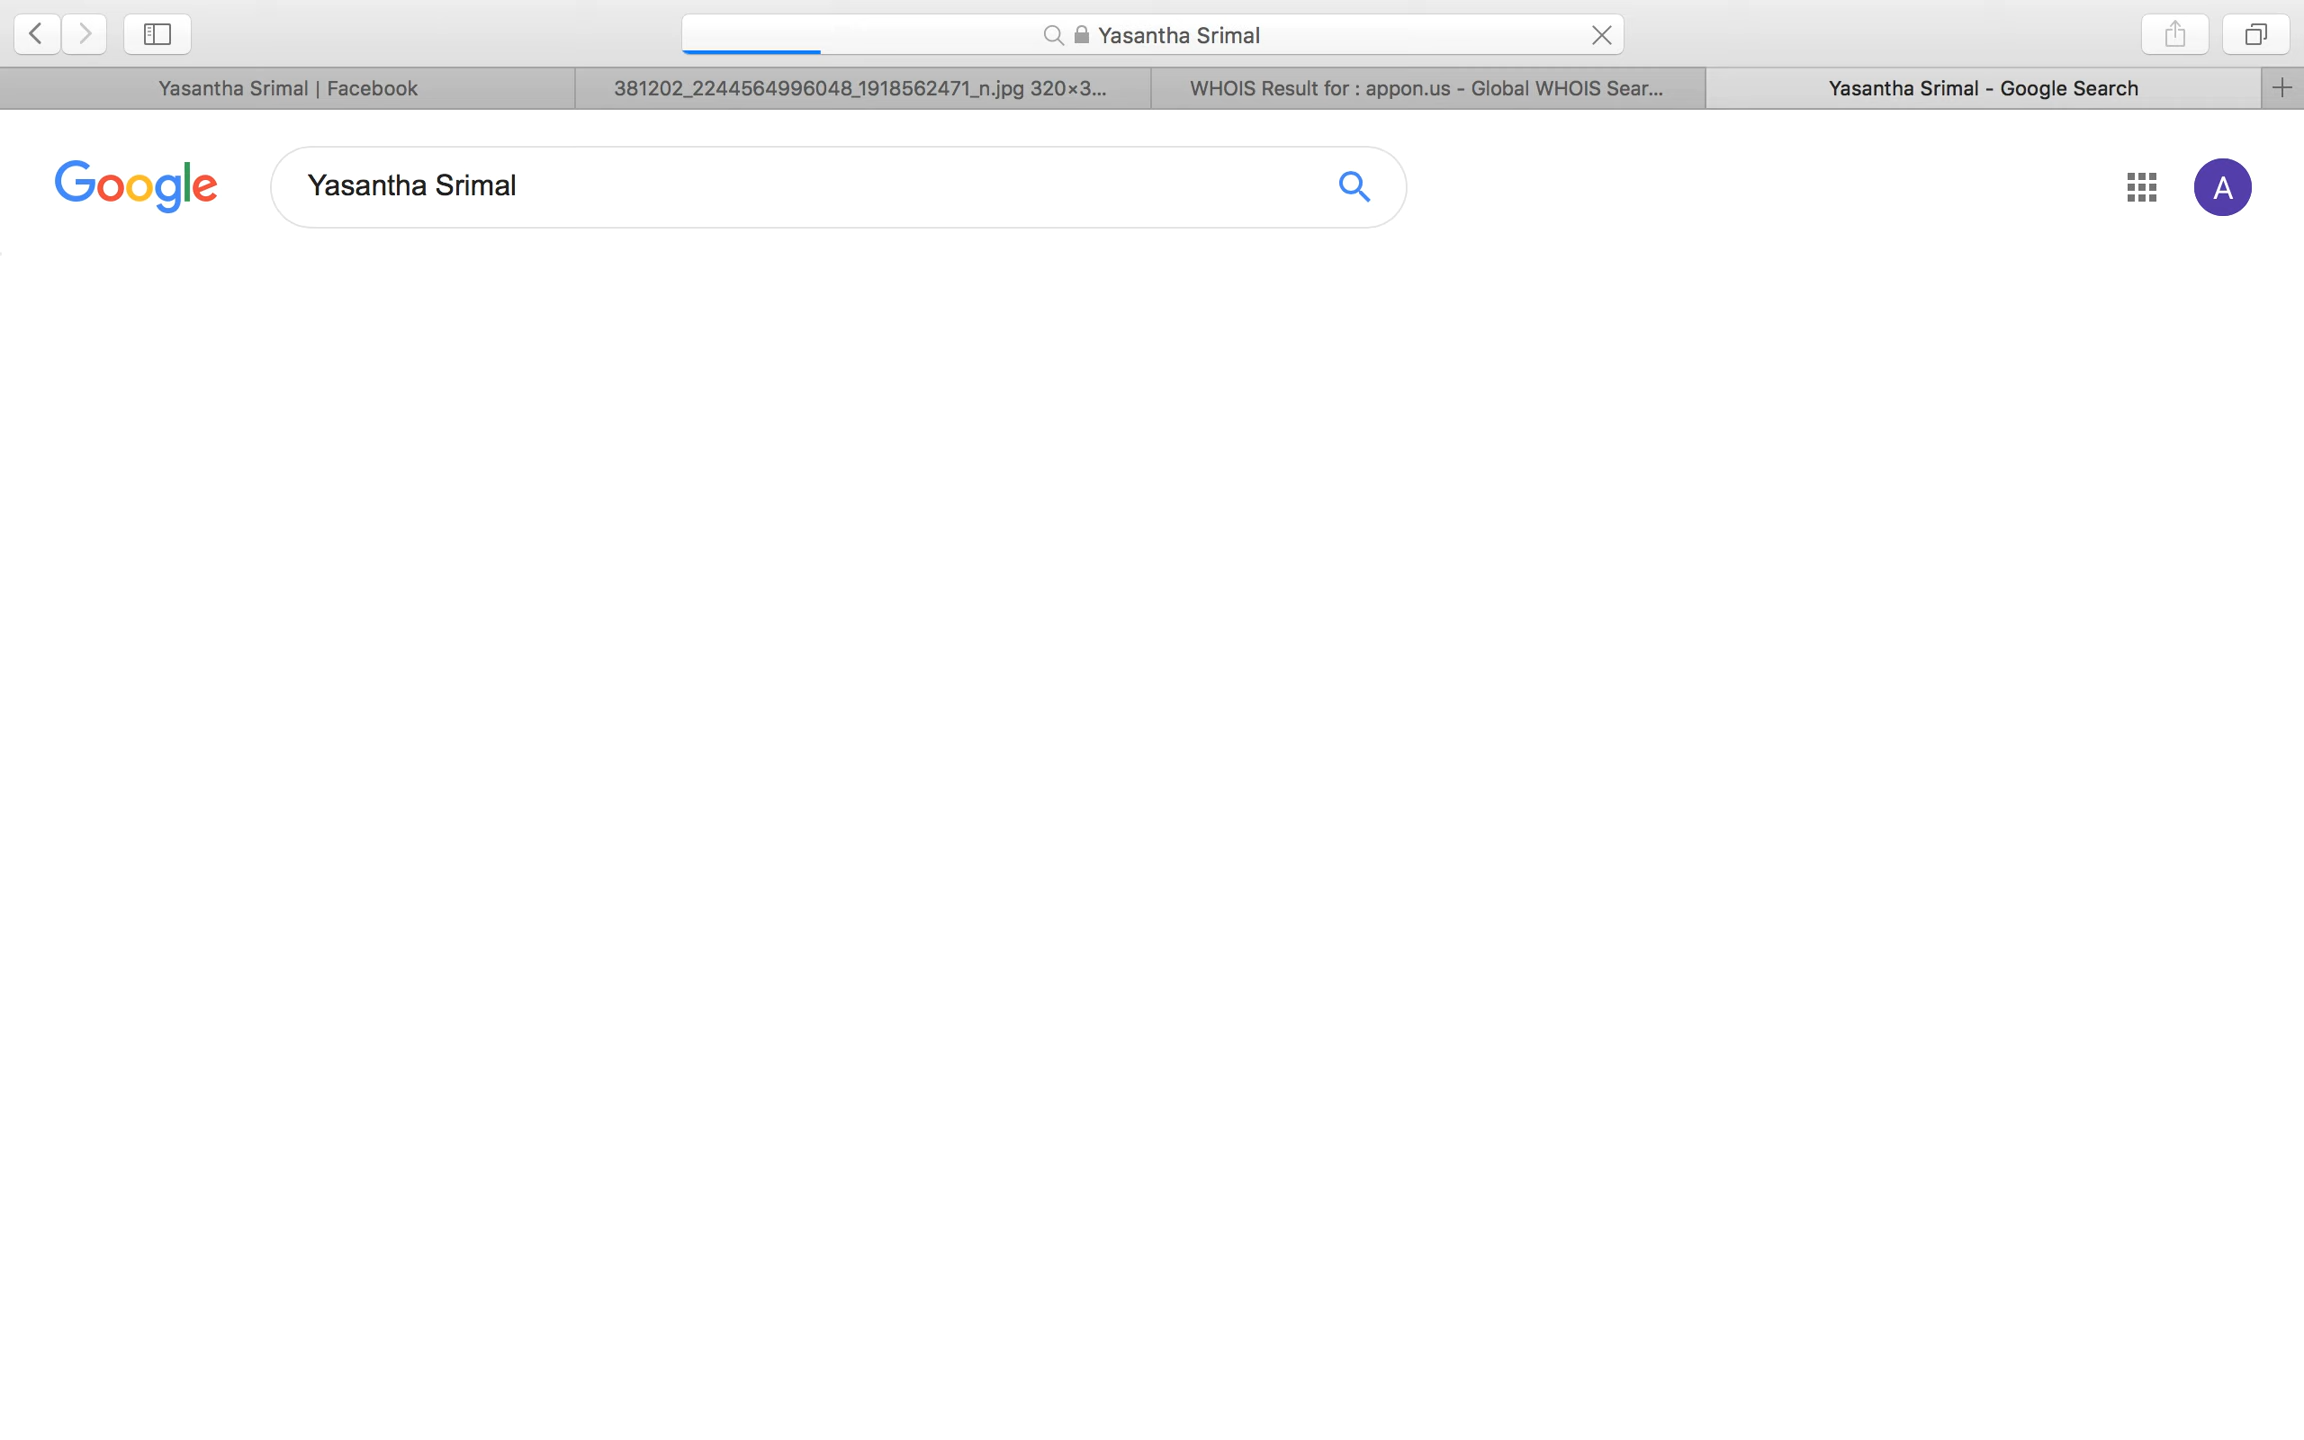 Yasantha Srimal
Yasantha Srimal | Facebook
381202_2244564996048_1918562471_n.jpg 320×3...
WHOIS Result for : appon.us - Global WHOIS Sear...
Yasantha Srimal - Google Search
Google
Yasantha Srimal
A